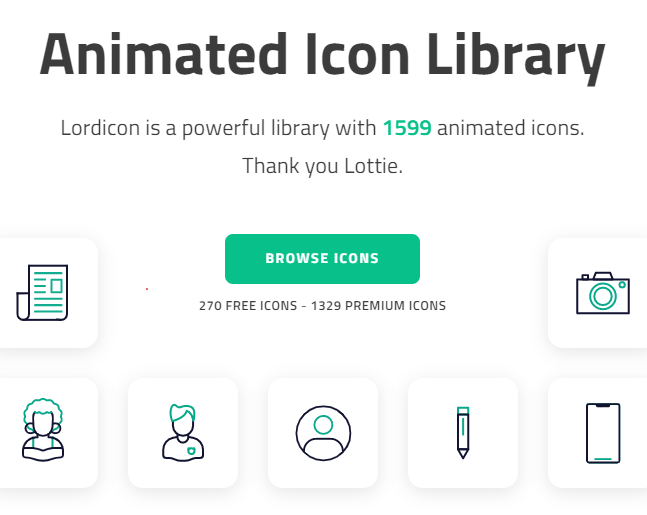 Animated Icon Library
Lordicon is a powerful library with 1599 animated icons.
Thank you Lottie.
BROWSE ICONS
270 FREE ICONS - 1329 PREMIUM ICONS